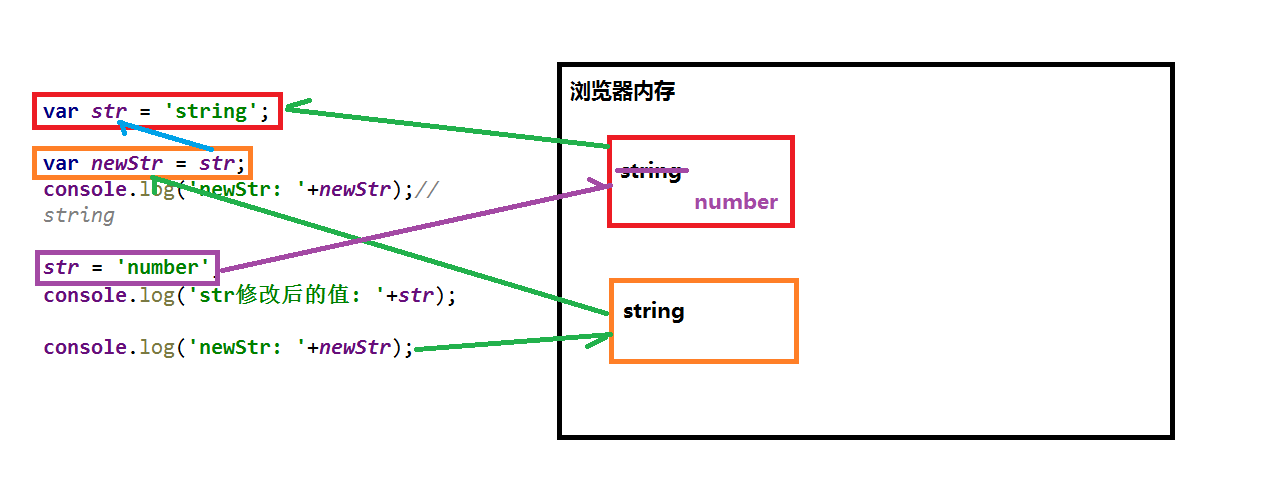 浏览器内存
var str = 'string';
var newStr = str;
console.log('newStr: '+newStr);//
string
str = 'number'
console.log('str修改后的值: '+str);
console.log('newStr: '+newStr);
string
number
string